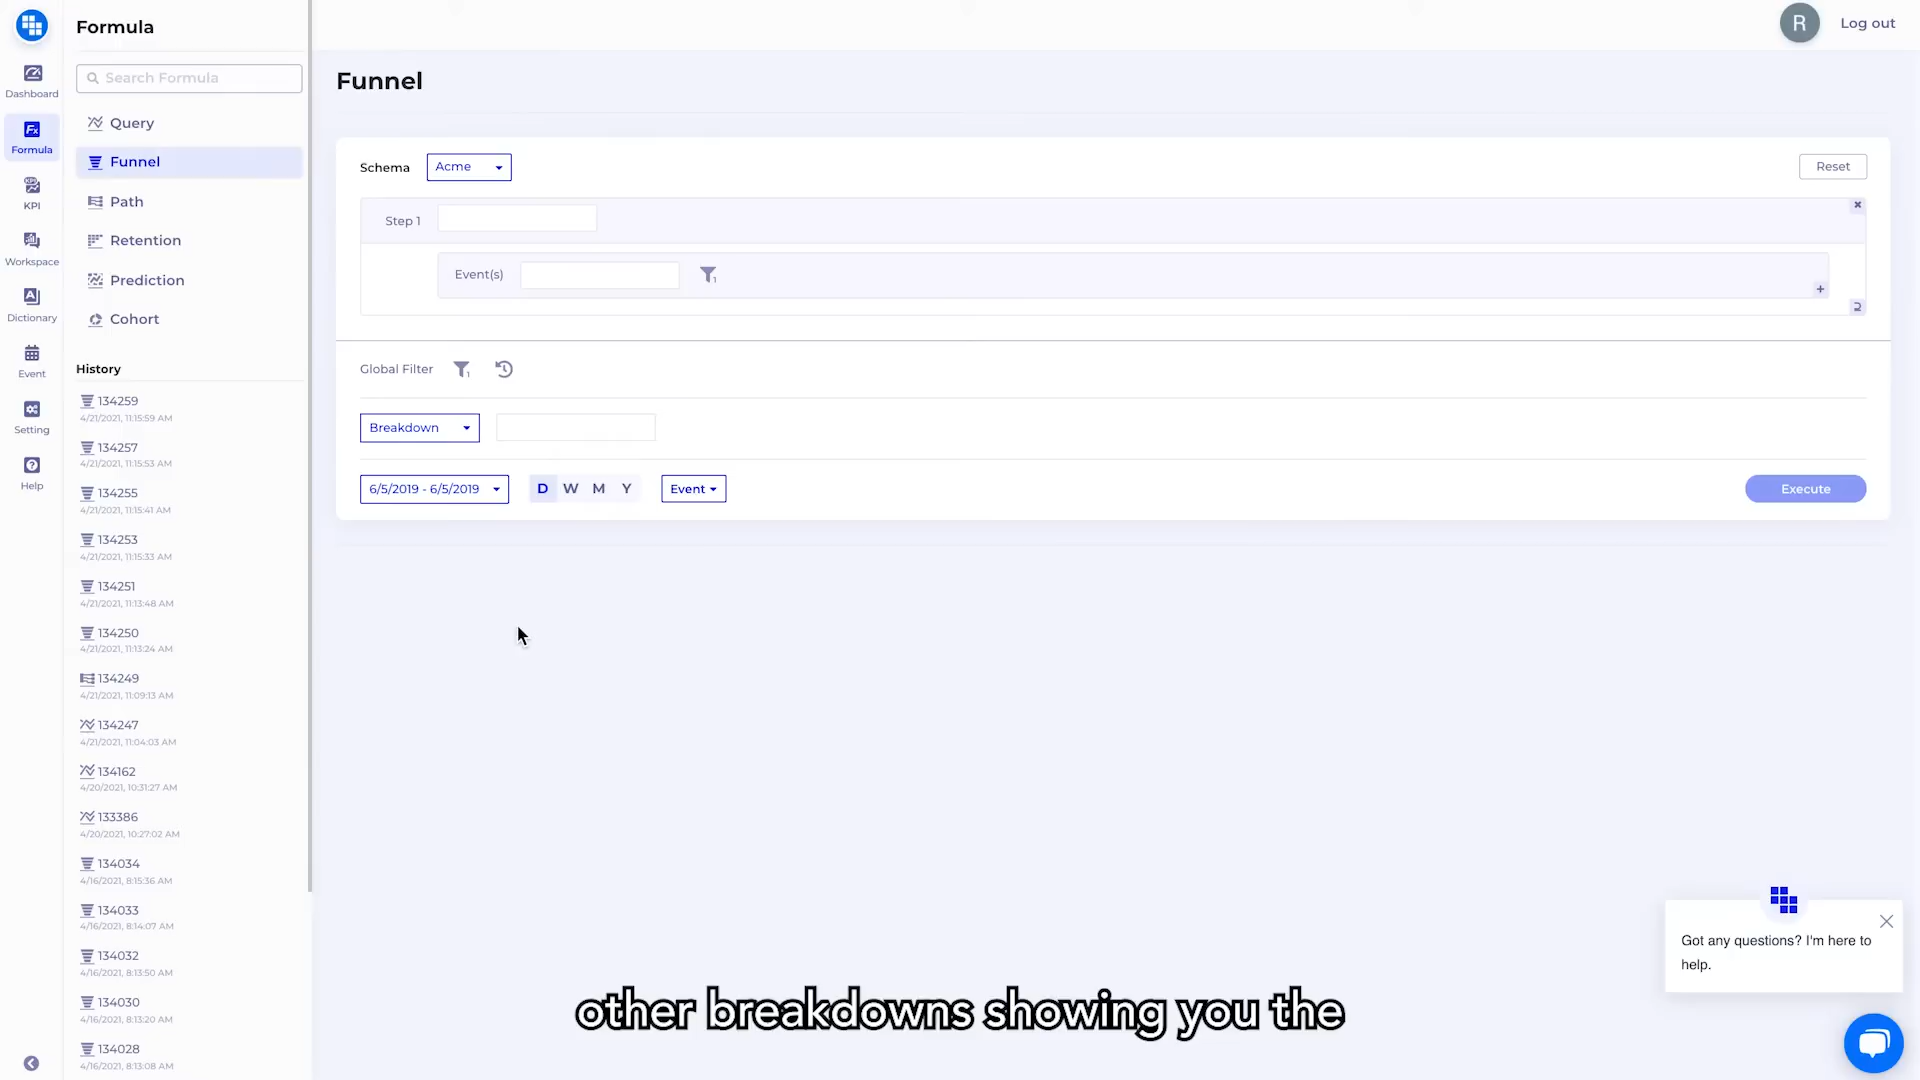 R
Log out
Dashboard
Formula
KPI
Workspace
Dictionary
Event
Setting
Help
Formula
Search Formula
Query
Funnel
Path
Retention
Prediction
Cohort
History
134259
4/21/2021, 11:15:59 AM
134257
4/21/2021, 11:15:53 AM
134255
4/21/2021, 11:15:41 AM
134253
4/21/2021, 11:15:33 AM
134251
4/21/2021, 11:13:48 AM
134250
4/21/2021, 11:13:24 AM
134249
4/21/2021, 11:09:13 AM
134247
4/21/2021, 11:04:03 AM
134162
4/20/2021, 10:31:27 AM
133386
4/20/2021, 10:27:02 AM
134034
4/16/2021, 8:15:36 AM
134033
4/16/2021, 8:14:07 AM
134032
4/16/2021, 8:13:50 AM
134030
4/16/2021, 8:13:20 AM
134028
4/16/2021, 8:13:08 AM
Funnel
Schema Acme Reset
Step 1
Event(s) 1
Global Filter 1
Breakdown
6/5/2019 - 6/5/2019 D W M Y Event Execute
Got any questions? I'm here to
help.
other breakdowns showing you the